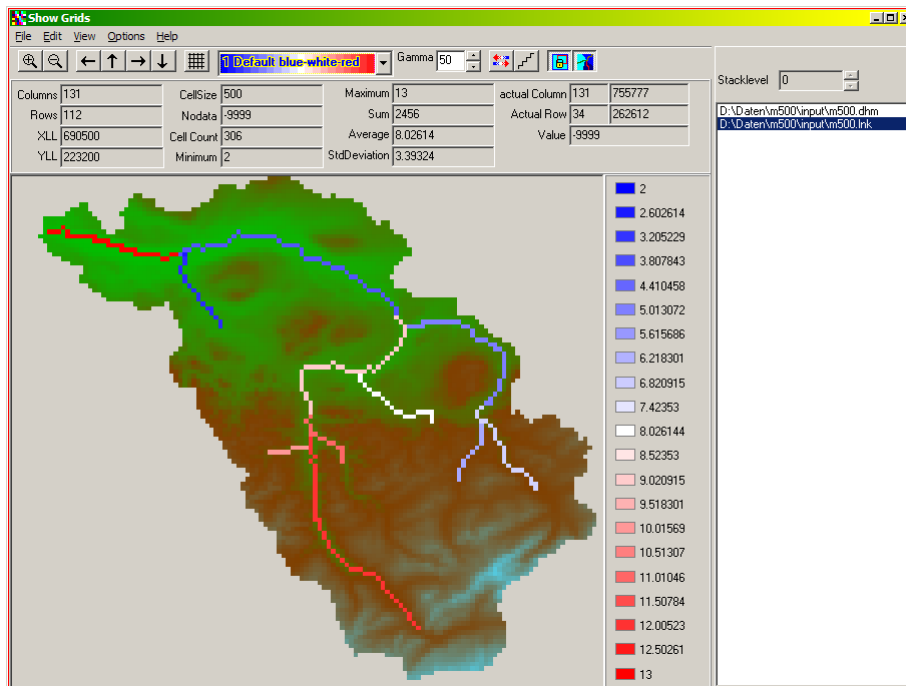 Show Grids
File Edit View Options Help
1 Default blue-white-red Gamma 50
Columns 131 CellSize 500 Maximum 13 actual Column 131 755777
Rows 112 Nodata -9999 Sum 2456 Actual Row 34 262612
XLL 690500 Cell Count 306 Average 8.02614 Value -9999
YLL 223200 Minimum 2 StdDeviation 3.39324
Stacklevel 0
D:\Daten\m500\input\m500.dhm
D:\Daten\m500\input\m500.lnk
2
2.602614
3.205229
3.807843
4.410458
5.013072
5.615686
6.218301
6.820915
7.42353
8.026144
8.52353
9.020915
9.518301
10.01569
10.51307
11.01046
11.50784
12.00523
12.50261
13